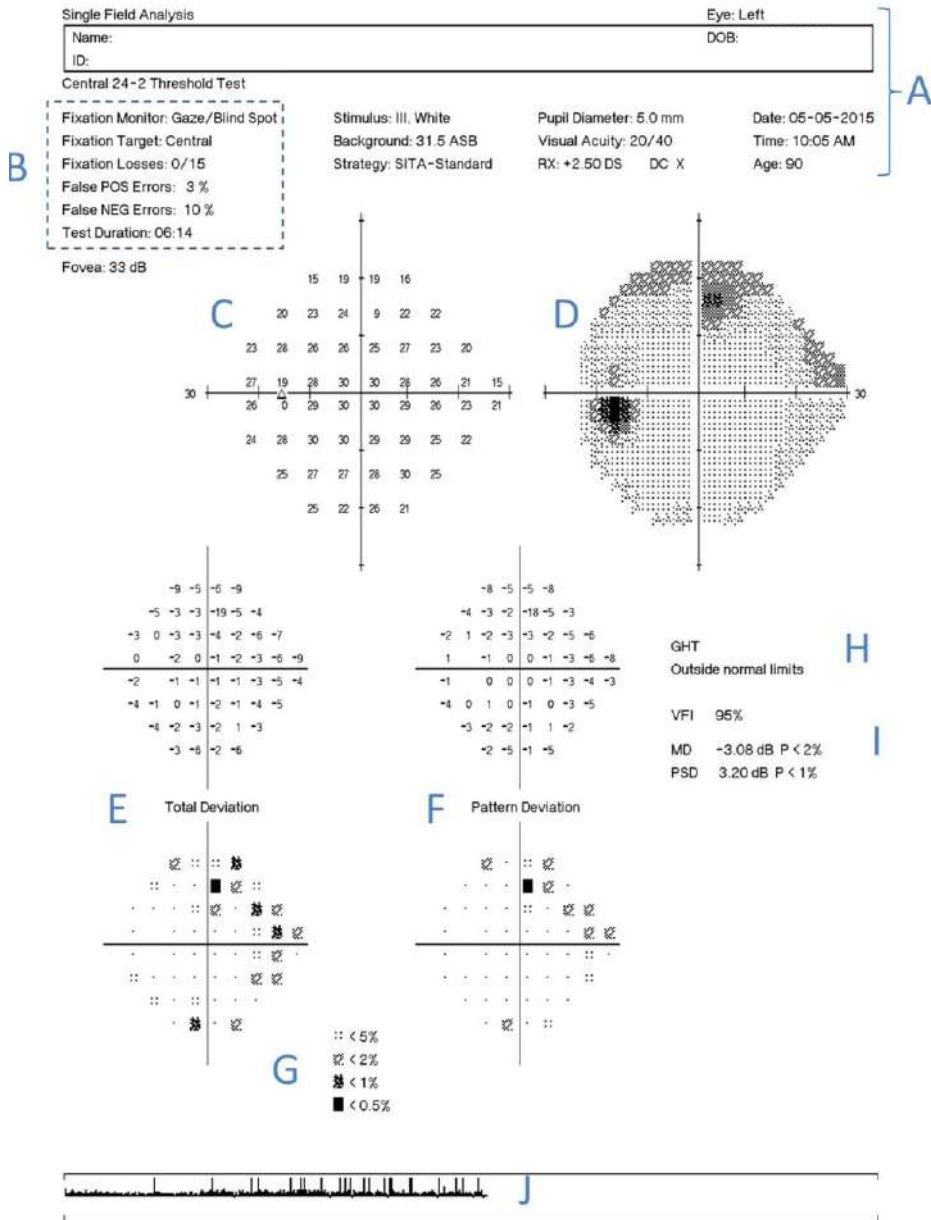 Single Field Analysis Eye: Left
Name: DOB:
ID:
Central 24-2 Threshold Test
A
Fixation Monitor: Gaze/Blind Spot Stimulus: III, White Pupil Diameter: 5.0 mm Date: 05-05-2015
Fixation Target: Central Background: 31.5 ASB Visual Acuity: 20/40 Time: 10:05 AM
B Fixation Losses: 0/15 Strategy: SITA-Standard RX: +2.50 DS DC X Age: 90
False POS Errors: 3 %
False NEG Errors: 10 %
Test Duration: 06:14
Fovea: 33 dB
15 19 19 16
C D
20 23 24 9 22 22
23 28 26 26 25 27 23 20
27 19 28 30 30 28 26 21 15
30 30
26 0 29 30 30 29 26 23 21
24 28 30 30 29 29 25 22
25 27 27 28 30 25
25 22 26 21
-9 -5 -6 -9 -8 -5 -5 -8
-5 -3 -3 -19 -5 -4 -4 -3 -2 -18 -5 -3
-3 0 -3 -3 -4 -2 -6 -7 -2 1 -2 -3 -3 -2 -5 -6
0 -2 0 -1 -2 -3 -6 -9 1 -1 0 0 -1 -3 -6 -8
GHT H
Outside normal limits
-2 -1 -1 -1 -1 -3 -5 -4 -1 0 0 0 -1 -3 -4 -3
-4 -1 0 -1 -2 -1 -4 -5 -4 0 1 0 -1 0 -3 -5
VFI 95%
-4 -2 -3 -2 1 -3 -3 -2 -2 -1 1 -2
-3 -6 -2 -6 -2 -5 -1 -5
MD -3.08 dB P < 2% I
PSD 3.20 dB P < 1%
E Total Deviation F Pattern Deviation
:: < 5%
< 2%
G
< 1%
< 0.5%
J